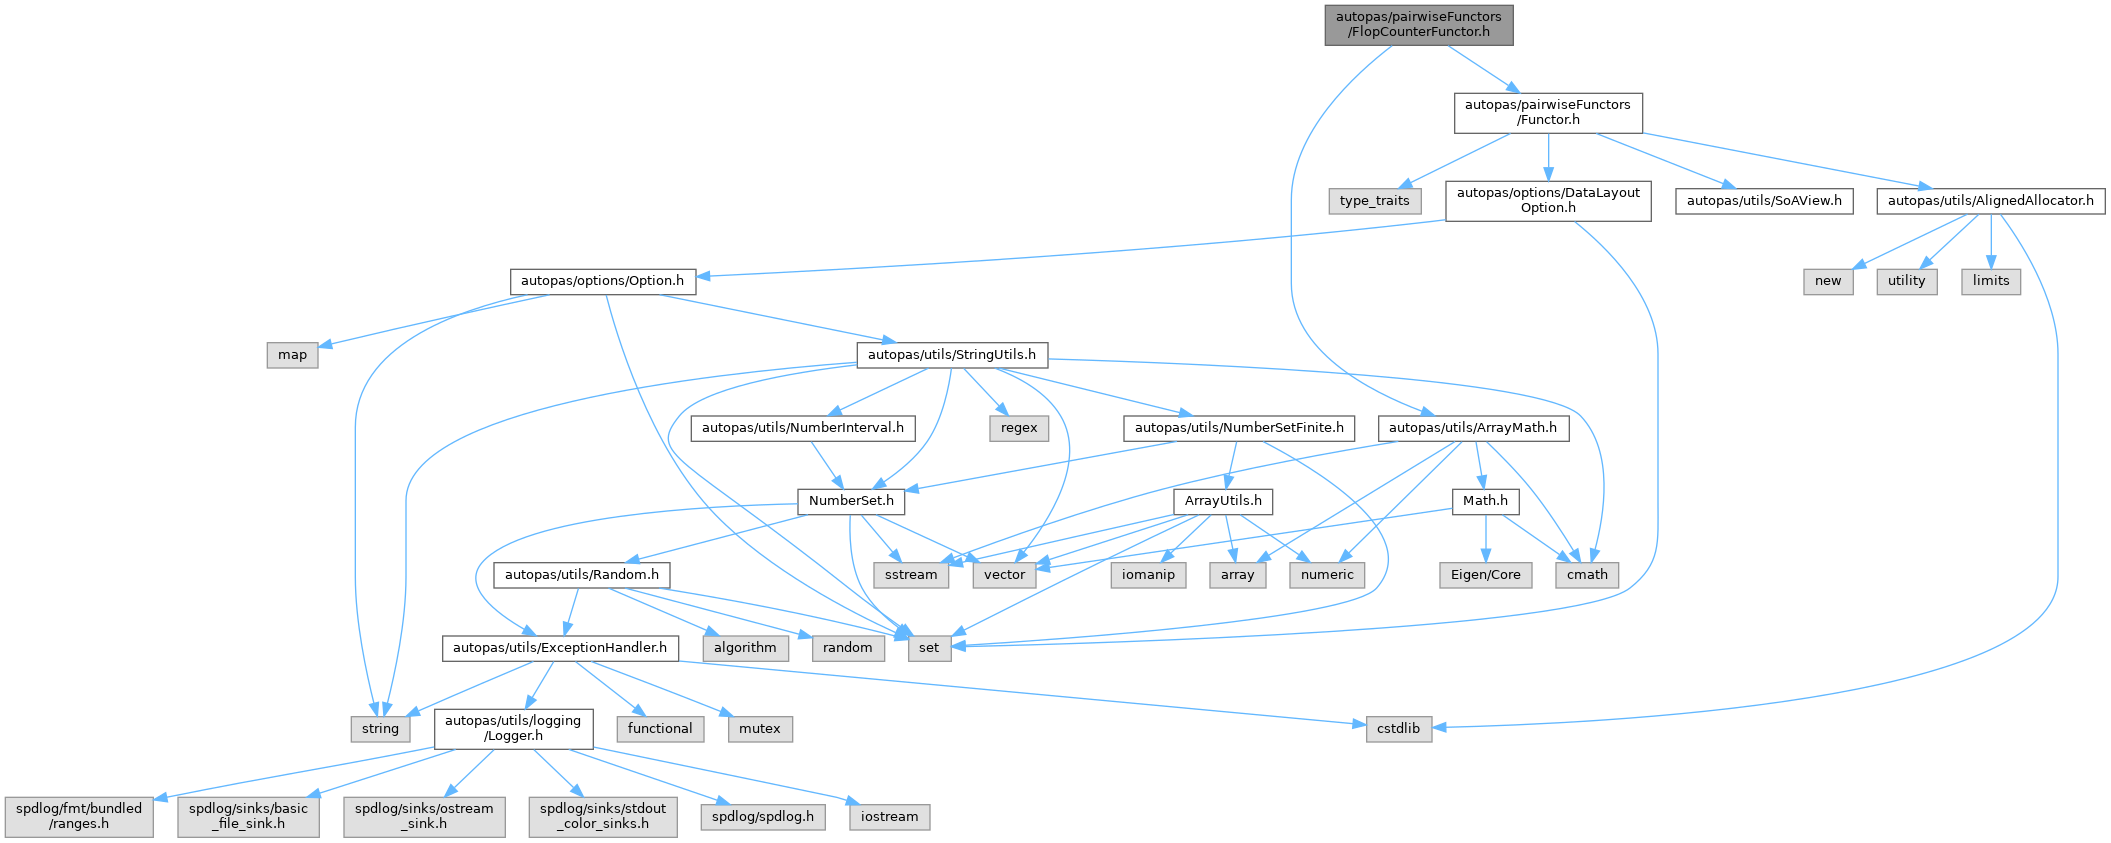 autopas/pairwiseFunctors
/FlopCounterFunctor.h
autopas/pairwiseFunctors
/Functor.h
type_traits
autopas/options/DataLayout
Option.h
autopas/utils/SoAView.h
autopas/utils/AlignedAllocator.h
autopas/options/Option.h
new
utility
limits
map
autopas/utils/StringUtils.h
autopas/utils/NumberInterval.h
regex
autopas/utils/NumberSetFinite.h
autopas/utils/ArrayMath.h
NumberSet.h
ArrayUtils.h
Math.h
autopas/utils/Random.h
sstream
vector
iomanip
array
numeric
Eigen/Core
cmath
autopas/utils/ExceptionHandler.h
algorithm
random
set
string
autopas/utils/logging
/Logger.h
functional
mutex
cstdlib
spdlog/fmt/bundled
/ranges.h
spdlog/sinks/basic
_file_sink.h
spdlog/sinks/ostream
_sink.h
spdlog/sinks/stdout
_color_sinks.h
spdlog/spdlog.h
iostream